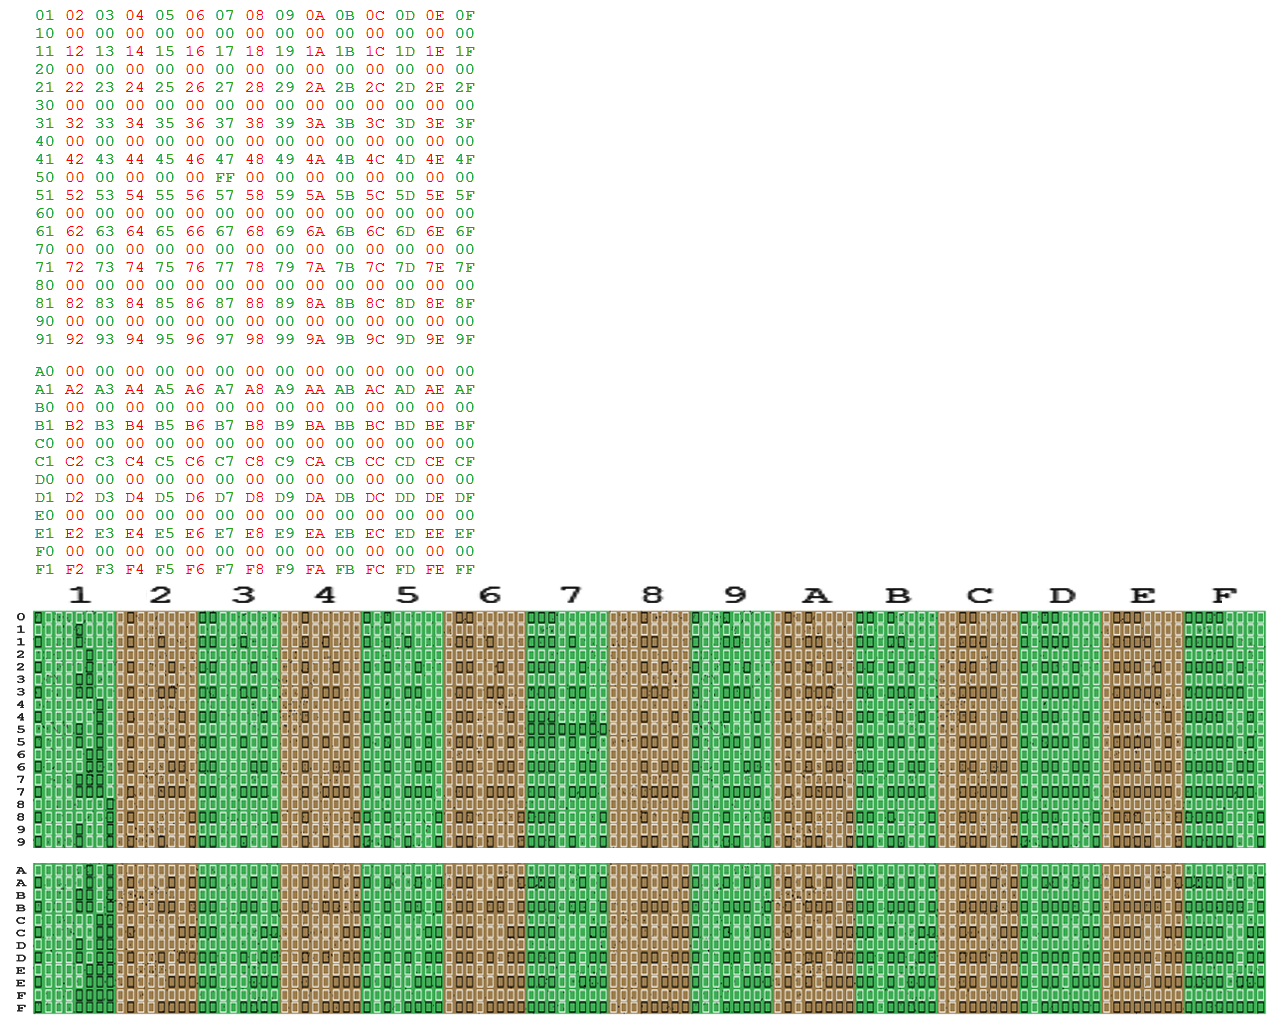 01 02 03 04 05 06 07 08 09 0A 0B 0C 0D 0E 0F
10 00 00 00 00 00 00 00 00 00 00 00 00 00 00
11 12 13 14 15 16 17 18 19 1A 1B 1C 1D 1E 1F
20 00 00 00 00 00 00 00 00 00 00 00 00 00 00
21 22 23 24 25 26 27 28 29 2A 2B 2C 2D 2E 2F
30 00 00 00 00 00 00 00 00 00 00 00 00 00 00
31 32 33 34 35 36 37 38 39 3A 3B 3C 3D 3E 3F
40 00 00 00 00 00 00 00 00 00 00 00 00 00 00
41 42 43 44 45 46 47 48 49 4A 4B 4C 4D 4E 4F
50 00 00 00 00 00 FF 00 00 00 00 00 00 00 00
51 52 53 54 55 56 57 58 59 5A 5B 5C 5D 5E 5F
60 00 00 00 00 00 00 00 00 00 00 00 00 00 00
61 62 63 64 65 66 67 68 69 6A 6B 6C 6D 6E 6F
70 00 00 00 00 00 00 00 00 00 00 00 00 00 00
71 72 73 74 75 76 77 78 79 7A 7B 7C 7D 7E 7F
80 00 00 00 00 00 00 00 00 00 00 00 00 00 00
81 82 83 84 85 86 87 88 89 8A 8B 8C 8D 8E 8F
90 00 00 00 00 00 00 00 00 00 00 00 00 00 00
91 92 93 94 95 96 97 98 99 9A 9B 9C 9D 9E 9F
A0 00 00 00 00 00 00 00 00 00 00 00 00 00 00
A1 A2 A3 A4 A5 A6 A7 A8 A9 AA AB AC AD AE AF
B0 00 00 00 00 00 00 00 00 00 00 00 00 00 00
B1 B2 B3 B4 B5 B6 B7 B8 B9 BA BB BC BD BE BF
C0 00 00 00 00 00 00 00 00 00 00 00 00 00 00
C1 C2 C3 C4 C5 C6 C7 C8 C9 CA CB CC CD CE CF
D0 00 00 00 00 00 00 00 00 00 00 00 00 00 00
D1 D2 D3 D4 D5 D6 D7 D8 D9 DA DB DC DD DE DF
E0 00 00 00 00 00 00 00 00 00 00 00 00 00 00
E1 E2 E3 E4 E5 E6 E7 E8 E9 EA EB EC ED EE EF
F0 00 00 00 00 00 00 00 00 00 00 00 00 00 00
F1 F2 F3 F4 F5 F6 F7 F8 F9 FA FB FC FD FE FF
1 2 3 4 5 6 7 8 9 A B C D E F
0
1
1
2
2
3
3
4
4
5
5
6
6
7
7
8
8
9
9
A
A
B
B
C
C
D
D
E
E
F
F